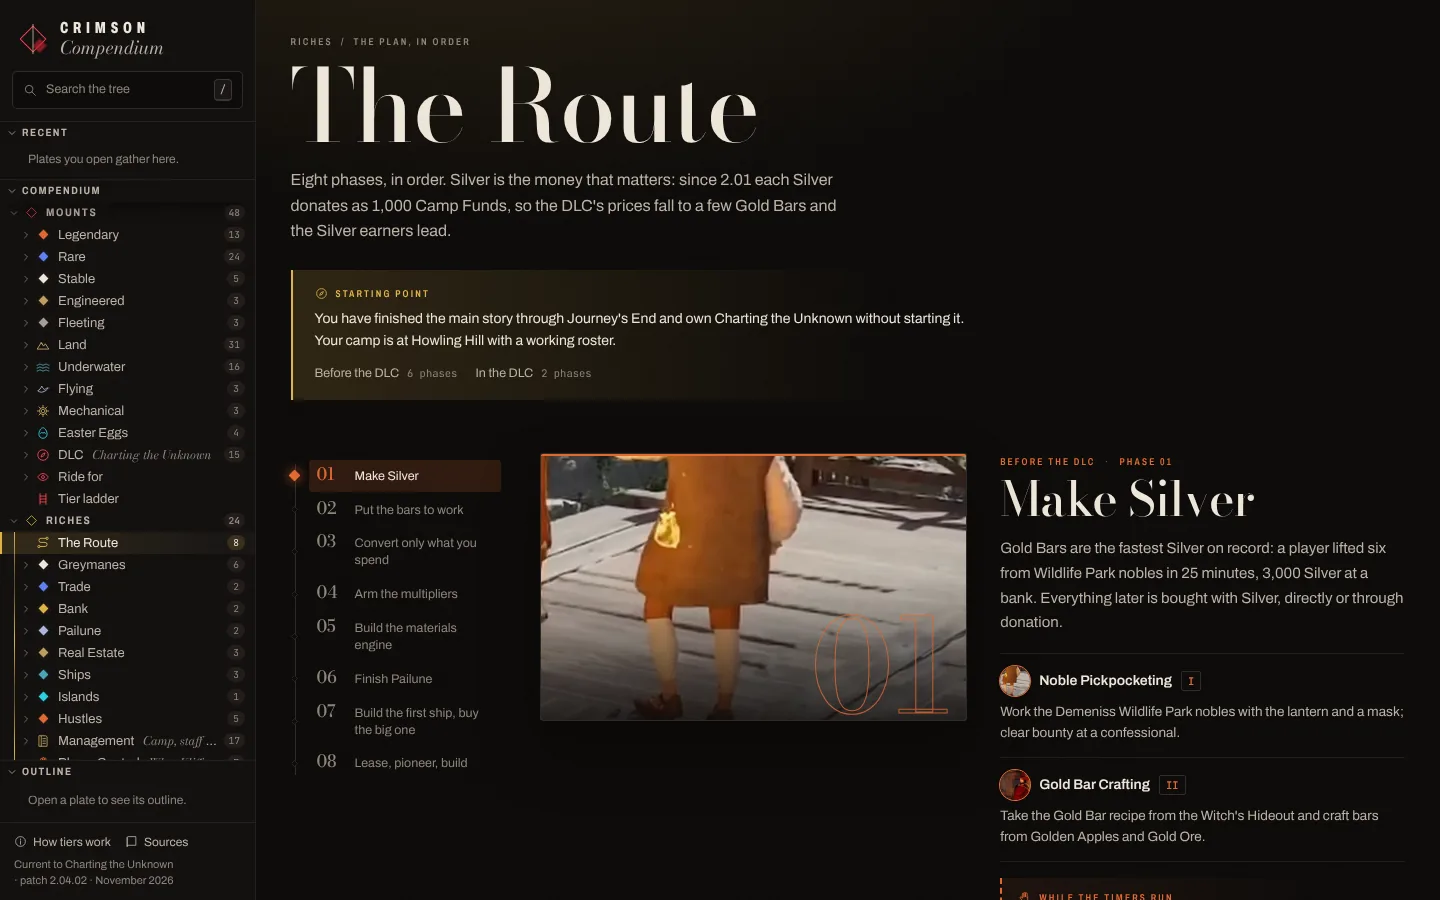 CRIMSON
Compendium
Search the tree
/
RECENT
Plates you open gather here.
COMPENDIUM
MOUNTS 48
Legendary 13
Rare 24
Stable 5
Engineered 3
Fleeting 3
Land 31
Underwater 16
Flying 3
Mechanical 3
Easter Eggs 4
DLC Charting the Unknown 15
Ride for
Tier ladder
RICHES 24
The Route 8
Greymanes 6
Trade 2
Bank 2
Pailune 2
Real Estate 3
Ships 3
Islands 1
Hustles 5
Management Camp, staff ... 17
OUTLINE
Open a plate to see its outline.
How tiers work Sources
Current to Charting the Unknown
· patch 2.04.02 · November 2026
RICHES / THE PLAN, IN ORDER
The Route
Eight phases, in order. Silver is the money that matters: since 2.01 each Silver
donates as 1,000 Camp Funds, so the DLC's prices fall to a few Gold Bars and
the Silver earners lead.
STARTING POINT
You have finished the main story through Journey's End and own Charting the Unknown without starting it.
Your camp is at Howling Hill with a working roster.
Before the DLC 6 phases In the DLC 2 phases
01 Make Silver
02 Put the bars to work
03 Convert only what you
spend
04 Arm the multipliers
05 Build the materials
engine
06 Finish Pailune
07 Build the first ship, buy
the big one
08 Lease, pioneer, build
01
BEFORE THE DLC · PHASE 01
Make Silver
Gold Bars are the fastest Silver on record: a player lifted six
from Wildlife Park nobles in 25 minutes, 3,000 Silver at a
bank. Everything later is bought with Silver, directly or through
donation.
Noble Pickpocketing I
Work the Demeniss Wildlife Park nobles with the lantern and a mask;
clear bounty at a confessional.
Gold Bar Crafting II
Take the Gold Bar recipe from the Witch's Hideout and craft bars
from Golden Apples and Gold Ore.
WHILE THE TIMERS RUN